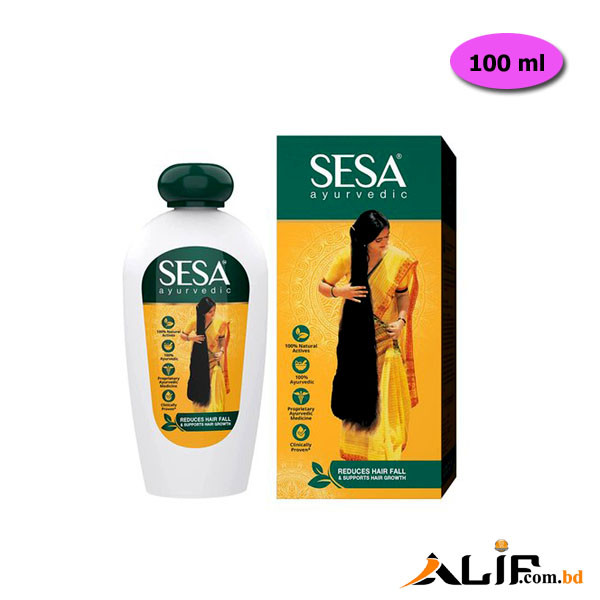 100 ml
SESA®
ayurvedic
100% Natural
Actives
100%
Ayurvedic
Proprietary
Ayurvedic
Medicine
Clinically
Proven#
REDUCES HAIR FALL
& SUPPORTS HAIR GROWTH
SESA®
ayurvedic
100% Natural
Actives
100%
Ayurvedic
Proprietary
Ayurvedic
Medicine
Clinically
Proven#
REDUCES HAIR FALL
& SUPPORTS HAIR GROWTH
ALIF.com.bd